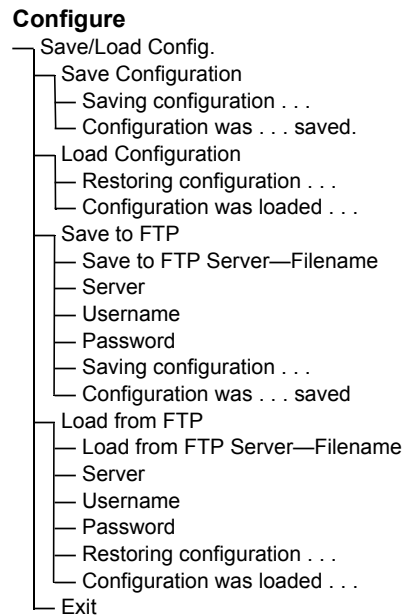 Configure
Save/Load Config.
Save Configuration
Saving configuration . . .
Configuration was . . . saved.
Load Configuration
Restoring configuration . . .
Configuration was loaded . . .
Save to FTP
Save to FTP Server—Filename
Server
Username
Password
Saving configuration . . .
Configuration was . . . saved
Load from FTP
Load from FTP Server—Filename
Server
Username
Password
Restoring configuration . . .
Configuration was loaded . . .
Exit